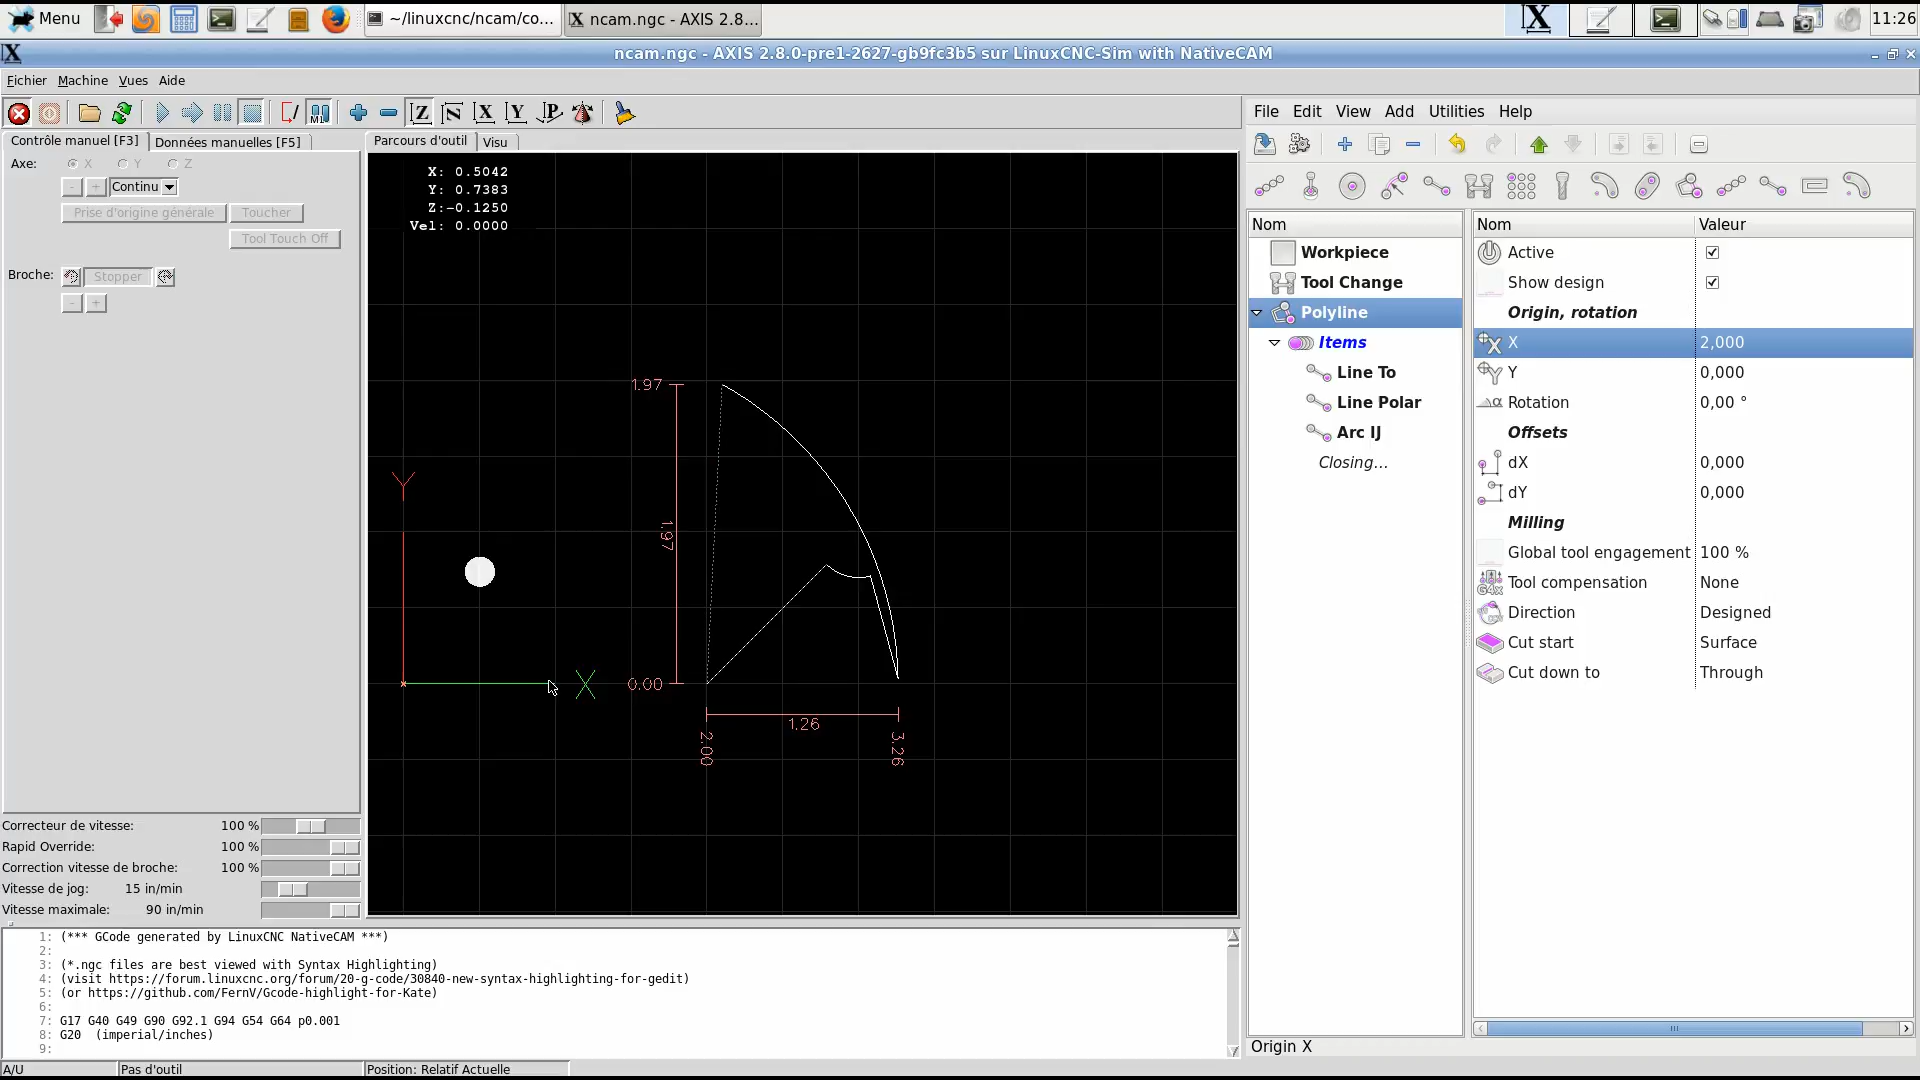 Menu
~/linuxcnc/ncam/co...
ncam.ngc - AXIS 2.8...
11:26
ncam.ngc - AXIS 2.8.0-pre1-2627-gb9fc3b5 sur LinuxCNC-Sim with NativeCAM
Fichier Machine Vues Aide
Contrôle manuel [F3] Données manuelles [F5]
Axe: X Y Z
- + Continu
Prise d'origine générale Toucher
Tool Touch Off
Broche: Stopper
- +
Correcteur de vitesse: 100 %
Rapid Override: 100 %
Correction vitesse de broche: 100 %
Vitesse de jog: 15 in/min
Vitesse maximale: 90 in/min
Parcours d'outil Visu
X: 0.5042
Y: 0.7383
Z:-0.1250
Vel: 0.0000
1.97
1.97
Y
0.00
X
1.26
2.00
3.26
File Edit View Add Utilities Help
Nom
Workpiece
Tool Change
Polyline
Items
Line To
Line Polar
Arc IJ
Closing...
Nom Valeur
Active
Show design
Origin, rotation
X 2,000
Y 0,000
Rotation 0,00 °
Offsets
dX 0,000
dY 0,000
Milling
Global tool engagement 100 %
Tool compensation None
Direction Designed
Cut start Surface
Cut down to Through
Origin X
1: (*** GCode generated by LinuxCNC NativeCAM ***)
2:
3: (*.ngc files are best viewed with Syntax Highlighting)
4: (visit https://forum.linuxcnc.org/forum/20-g-code/30840-new-syntax-highlighting-for-gedit)
5: (or https://github.com/FernV/Gcode-highlight-for-Kate)
6:
7: G17 G40 G49 G90 G92.1 G94 G54 G64 p0.001
8: G20 (imperial/inches)
9:
A/U Pas d'outil Position: Relatif Actuelle